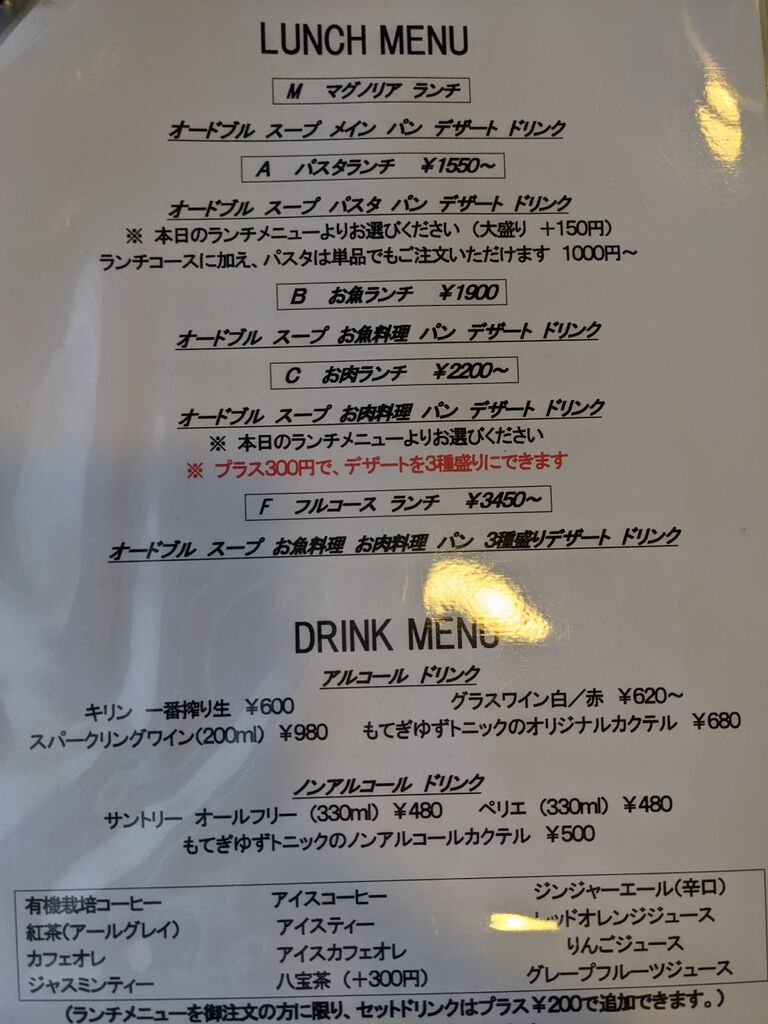 LUNCH MENU
M マグノリア ランチ
オードブル スープ メイン パン デザート ドリンク
A パスタランチ ¥1550～
オードブル スープ パスタ パン デザート ドリンク
※ 本日のランチメニューよりお選びください (大盛り +150円)
ランチコースに加え、パスタは単品でもご注文いただけます 1000円～
B お魚ランチ ¥1900
オードブル スープ お魚料理 パン デザート ドリンク
C お肉ランチ ¥2200～
オードブル スープ お肉料理 パン デザート ドリンク
※ 本日のランチメニューよりお選びください
※ プラス300円で、デザートを3種盛りにできます
F フルコース ランチ ¥3450～
オードブル スープ お魚料理 お肉料理 パン 3種盛りデザート ドリンク
DRINK MENU
アルコール ドリンク
キリン 一番搾り生 ¥600 グラスワイン白／赤 ¥620～
スパークリングワイン(200ml) ¥980 もてぎゆずトニックのオリジナルカクテル ¥680
ノンアルコール ドリンク
サントリー オールフリー (330ml) ¥480 ペリエ (330ml) ¥480
もてぎゆずトニックのノンアルコールカクテル ¥500
有機栽培コーヒー アイスコーヒー ジンジャーエール(辛口)
紅茶(アールグレイ) アイスティー レッドオレンジジュース
カフェオレ アイスカフェオレ りんごジュース
ジャスミンティー 八宝茶 (+300円) グレープフルーツジュース
(ランチメニューを御注文の方に限り、セットドリンクはプラス¥200で追加できます。)